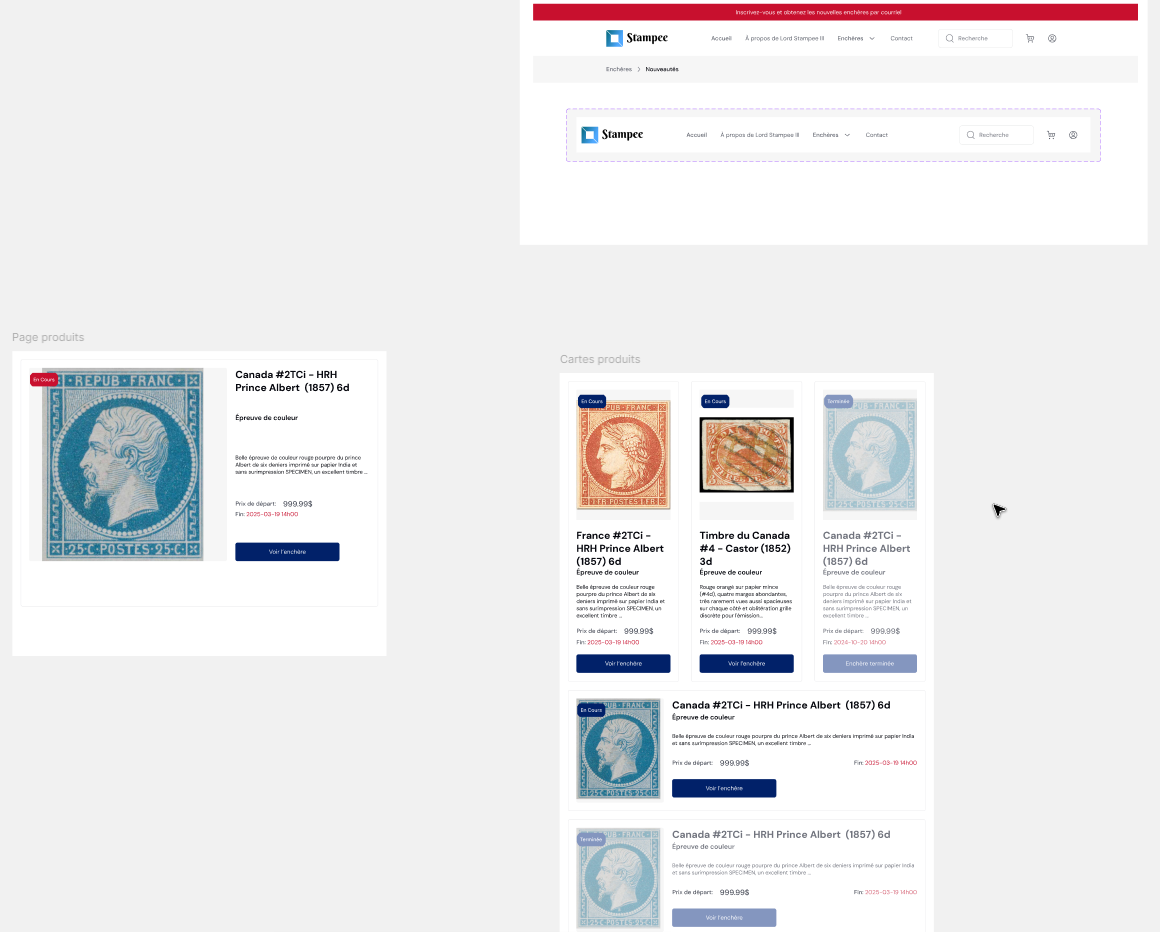 Inscrivez-vous et obtenez les nouvelles enchères par courriel
Stampee Accueil À propos de Lord Stampee III Enchères Contact Recherche
Enchères > Nouveautés
Stampee Accueil À propos de Lord Stampee III Enchères Contact Recherche
Page produits
En Cours
REPUB · FRANC
25·C·POSTES·25·C
Canada #2TCi - HRH
Prince Albert (1857) 6d
Épreuve de couleur
Belle épreuve de couleur rouge pourpre du prince
Albert de six deniers imprimé sur papier India et
sans surimpression SPECIMEN, un excellent timbre ...
Prix de départ: 999.99$
Fin: 2025-03-19 14h00
Voir l'enchère
Cartes produits
En Cours
France #2TCi -
HRH Prince Albert
(1857) 6d
Épreuve de couleur
Belle épreuve de couleur rouge
pourpre du prince Albert de six
deniers imprimé sur papier India et
sans surimpression SPECIMEN, un
excellent timbre ...
Prix de départ: 999.99$
Fin: 2025-03-19 14h00
Voir l'enchère
En Cours
Timbre du Canada
#4 - Castor (1852)
3d
Épreuve de couleur
Rouge orangé sur papier mince
(#4d), quatre marges abondantes,
très rarement vues aussi spacieuses
sur chaque côté et oblitération grille
discrète pour l'émission...
Prix de départ: 999.99$
Fin: 2025-03-19 14h00
Voir l'enchère
Terminée
Canada #2TCi -
HRH Prince Albert
(1857) 6d
Épreuve de couleur
Belle épreuve de couleur rouge
pourpre du prince Albert de six
deniers imprimé sur papier India et
sans surimpression SPECIMEN, un
excellent timbre ...
Prix de départ: 999.99$
Fin: 2024-10-20 14h00
Enchère terminée
En Cours
Canada #2TCi - HRH Prince Albert (1857) 6d
Épreuve de couleur
Belle épreuve de couleur rouge pourpre du prince Albert de six deniers imprimé sur papier India
et sans surimpression SPECIMEN, un excellent timbre ...
Prix de départ: 999.99$ Fin: 2025-03-19 14h00
Voir l'enchère
Terminée
Canada #2TCi - HRH Prince Albert (1857) 6d
Épreuve de couleur
Belle épreuve de couleur rouge pourpre du prince Albert de six deniers imprimé sur papier India
et sans surimpression SPECIMEN, un excellent timbre ...
Prix de départ: 999.99$ Fin: 2025-03-19 14h00
Voir l'enchère